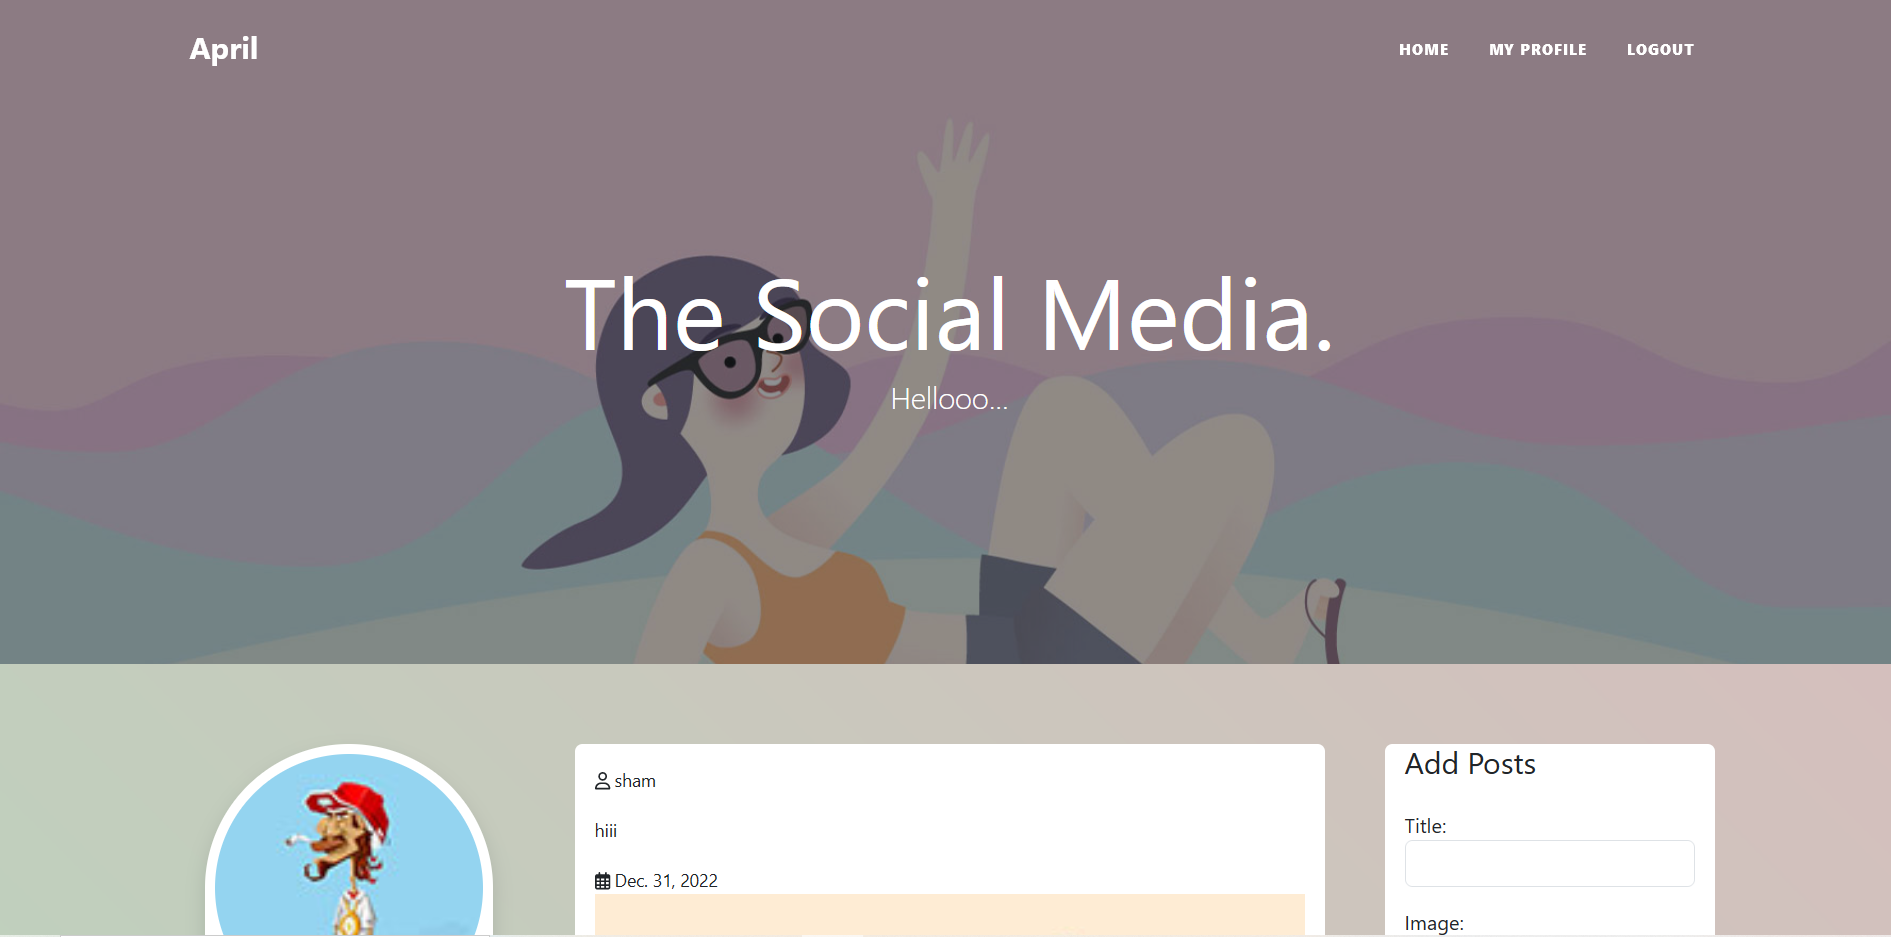 April
HOME MY PROFILE LOGOUT
The Social Media.
Hellooo...
sham
hiii
Dec. 31, 2022
Add Posts
Title:
Image: